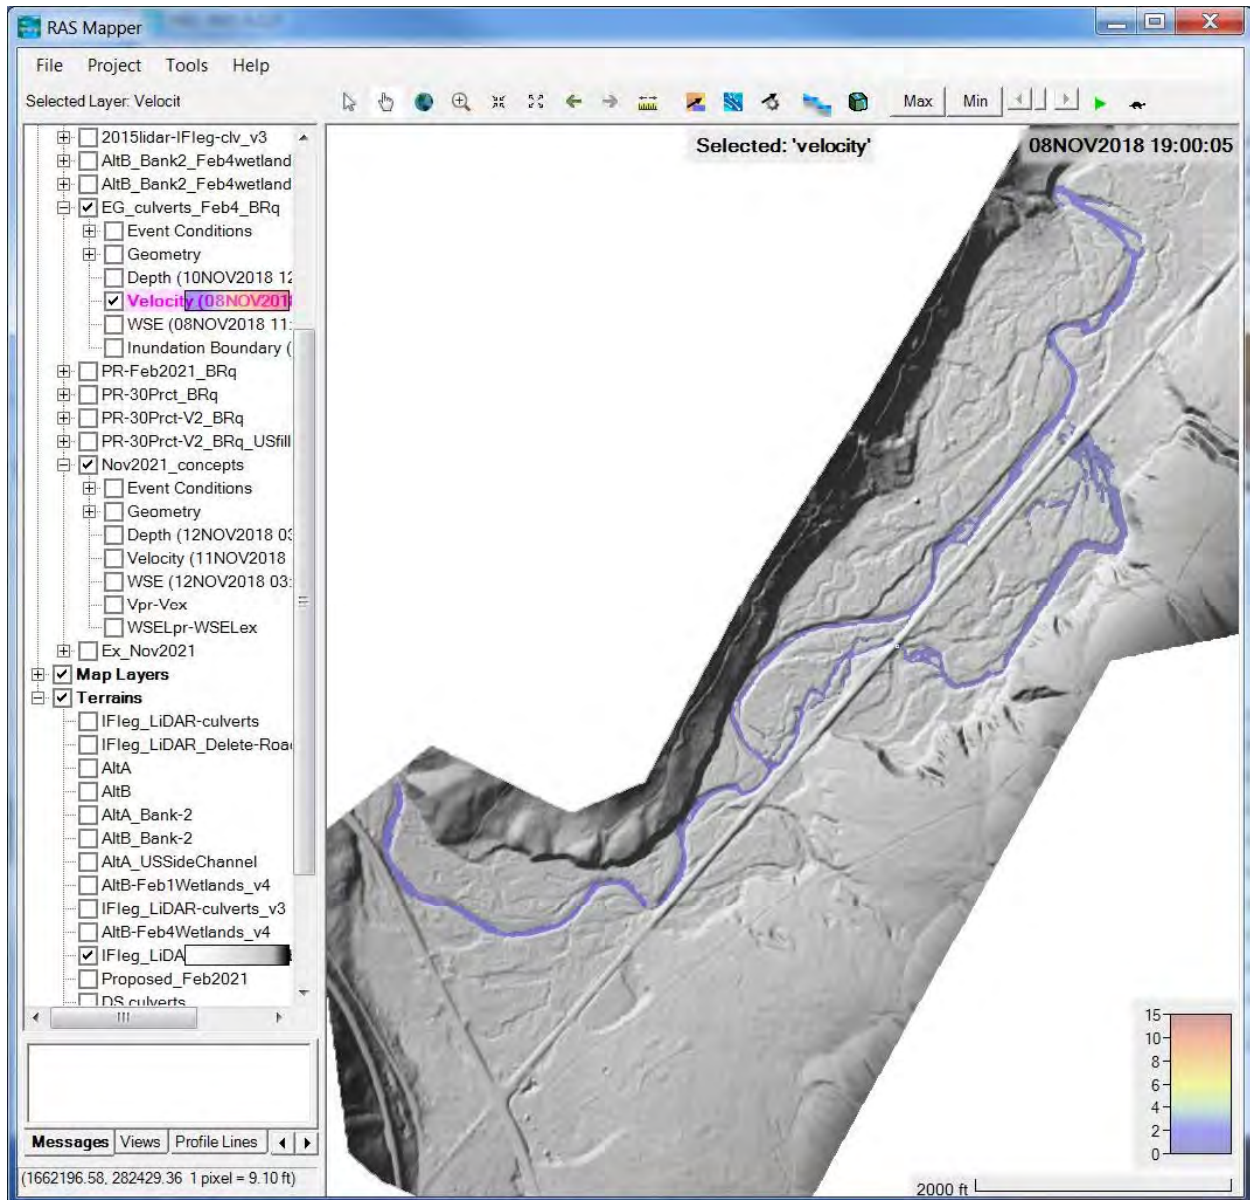 RAS Mapper
File Project Tools Help
Selected Layer: Velocit
Max Min
2015lidar-IFleg-clv_v3
AltB_Bank2_Feb4wetland
AltB_Bank2_Feb4wetland
EG_culverts_Feb4_BRq
Event Conditions
Geometry
Depth (10NOV2018 12
Velocity (08NOV201
WSE (08NOV2018 11:
Inundation Boundary (
PR-Feb2021_BRq
PR-30Prct_BRq
PR-30Prct-V2_BRq
PR-30Prct-V2_BRq_USfill
Nov2021_concepts
Event Conditions
Geometry
Depth (12NOV2018 03:
Velocity (11NOV2018
WSE (12NOV2018 03:
Vpr-Vex
WSELpr-WSELex
Ex_Nov2021
Map Layers
Terrains
IFleg_LiDAR-culverts
IFleg_LiDAR_Delete-Roa
AltA
AltB
AltA_Bank-2
AltB_Bank-2
AltA_USSideChannel
AltB-Feb1Wetlands_v4
IFleg_LiDAR-culverts_v3
AltB-Feb4Wetlands_v4
IFleg_LiDA
Proposed_Feb2021
DS culverts
Messages Views Profile Lines
(1662196.58, 282429.36 1 pixel = 9.10 ft)
Selected: 'velocity'
08NOV2018 19:00:05
15
10
8
6
4
2
0
2000 ft